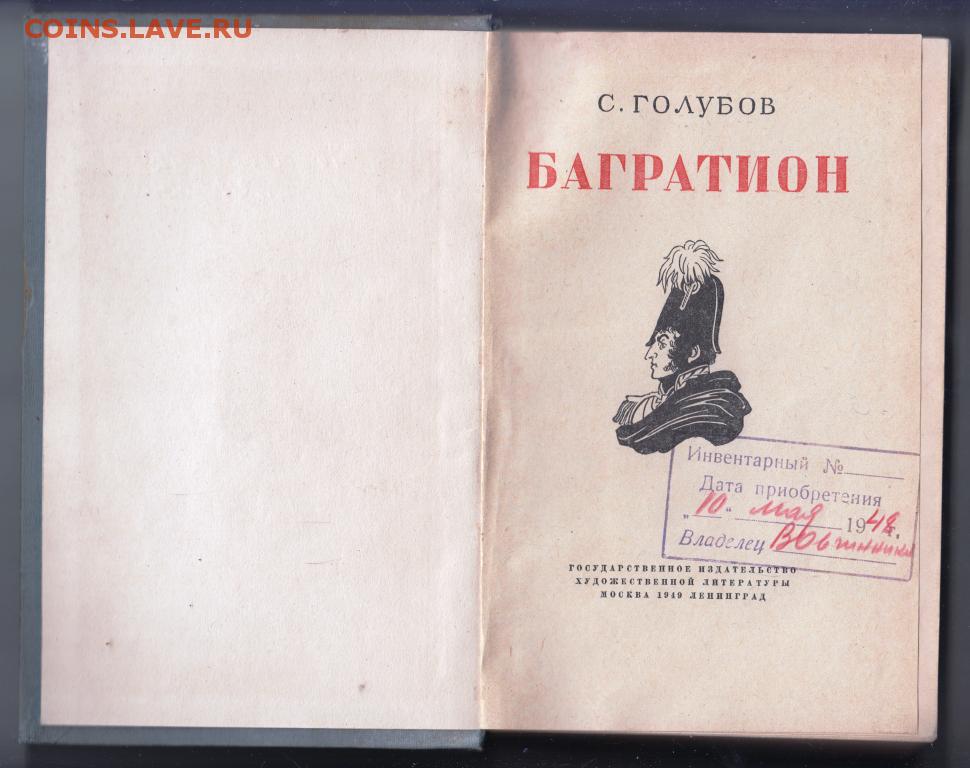 COINS.LAVE.RU
С. ГОЛУБОВ
БАГРАТИОН
Инвентарный №
Дата приобретения
„10“ мая 1948 г.
Владелец
ГОСУДАРСТВЕННОЕ ИЗДАТЕЛЬСТВО
ХУДОЖЕСТВЕННОЙ ЛИТЕРАТУРЫ
МОСКВА 1949 ЛЕНИНГРАД